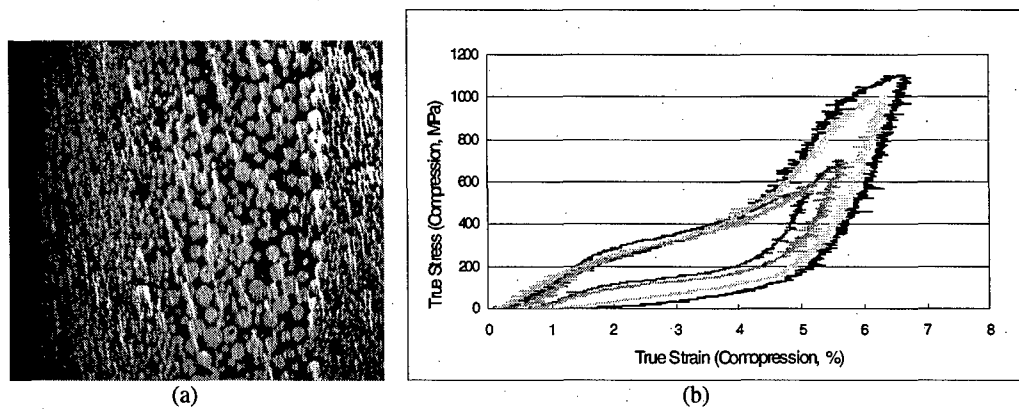 1200
1000
800
600
400
200
0
0 1 2 3 4 5 6 7 8
True Stress (Compression, MPa)
True Strain (Compression, %)
(a)
(b)